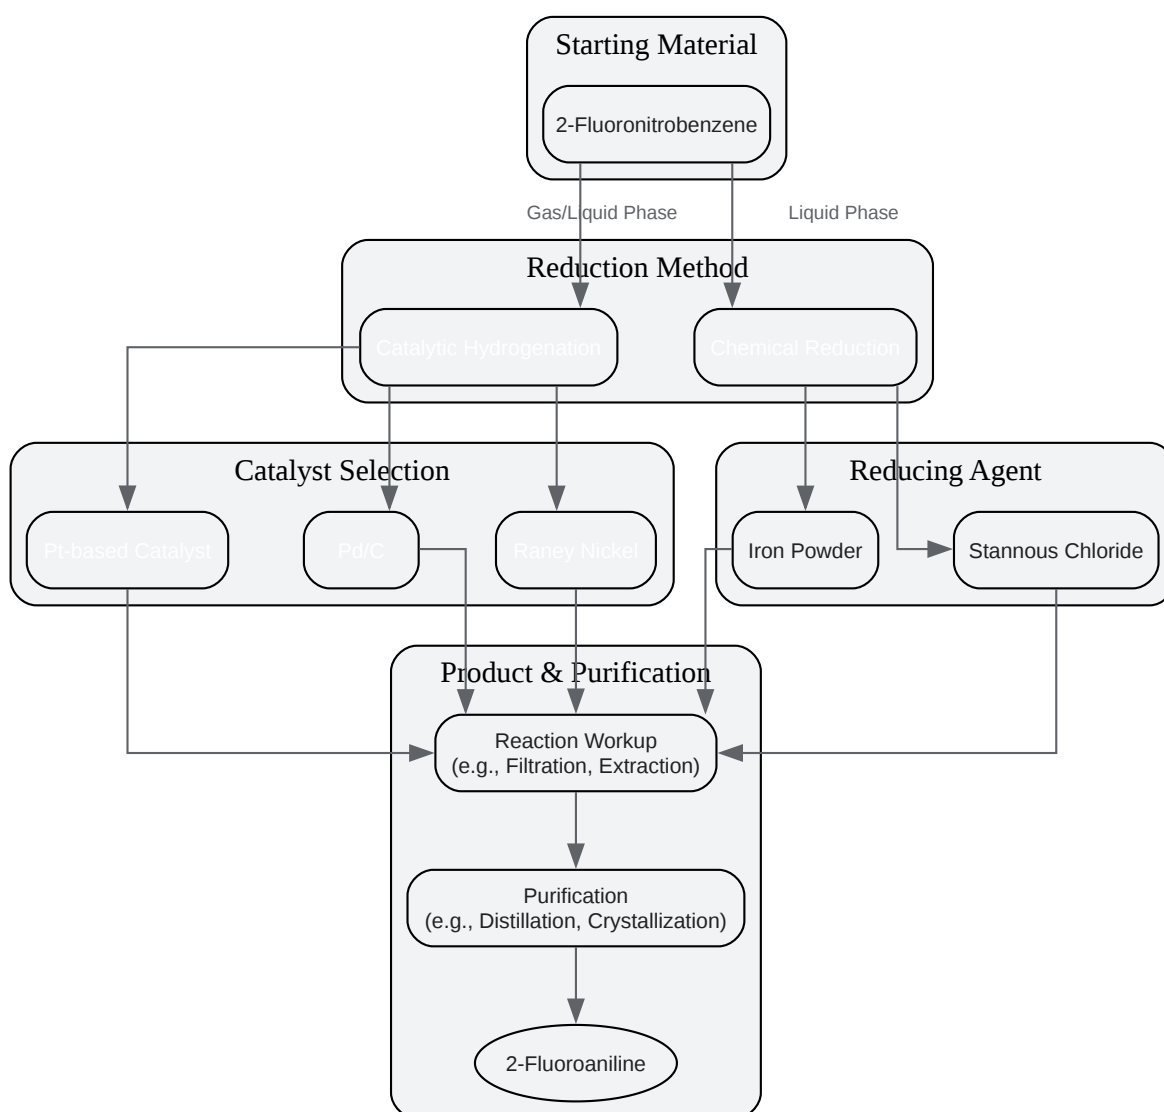 Starting Material
2-Fluoronitrobenzene
Gas/Liquid Phase
Liquid Phase
Reduction Method
Catalytic Hydrogenation
Chemical Reduction
Catalyst Selection
Reducing Agent
Pt-based Catalyst
Pd/C
Raney Nickel
Iron Powder
Stannous Chloride
Product & Purification
Reaction Workup
(e.g., Filtration, Extraction)
Purification
(e.g., Distillation, Crystallization)
2-Fluoroaniline